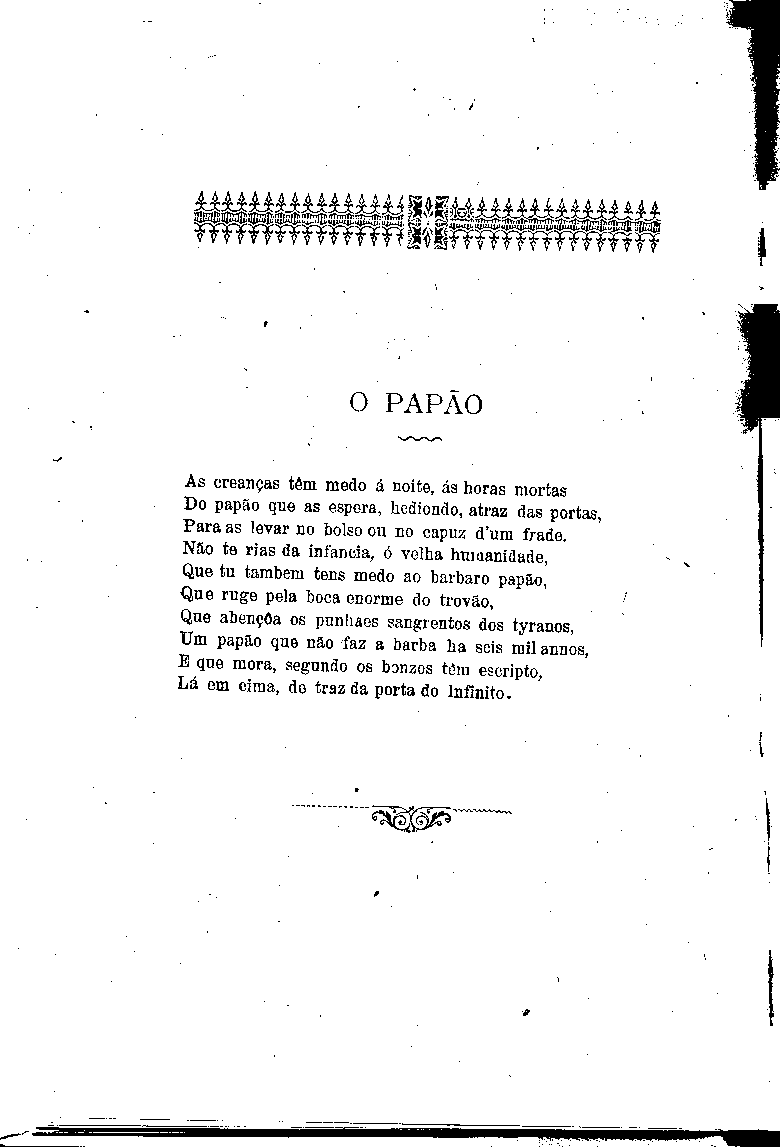 O PAPÃO
As creanças têm medo á noite, ás horas mortas
Do papão que as espera, hediondo, atraz das portas,
Para as levar no bolso ou no capuz d'um frade.
Não te rias da infancia, ó velha humanidade,
Que tu tambem tens medo ao barbaro papão,
Que ruge pela boca enorme do trovão,
Que abençôa os punhaes sangrentos dos tyranos,
Um papão que não faz a barba ha seis mil annos,
E que mora, segundo os bonzos têm escripto,
Lá em cima, de traz da porta do Infinito.